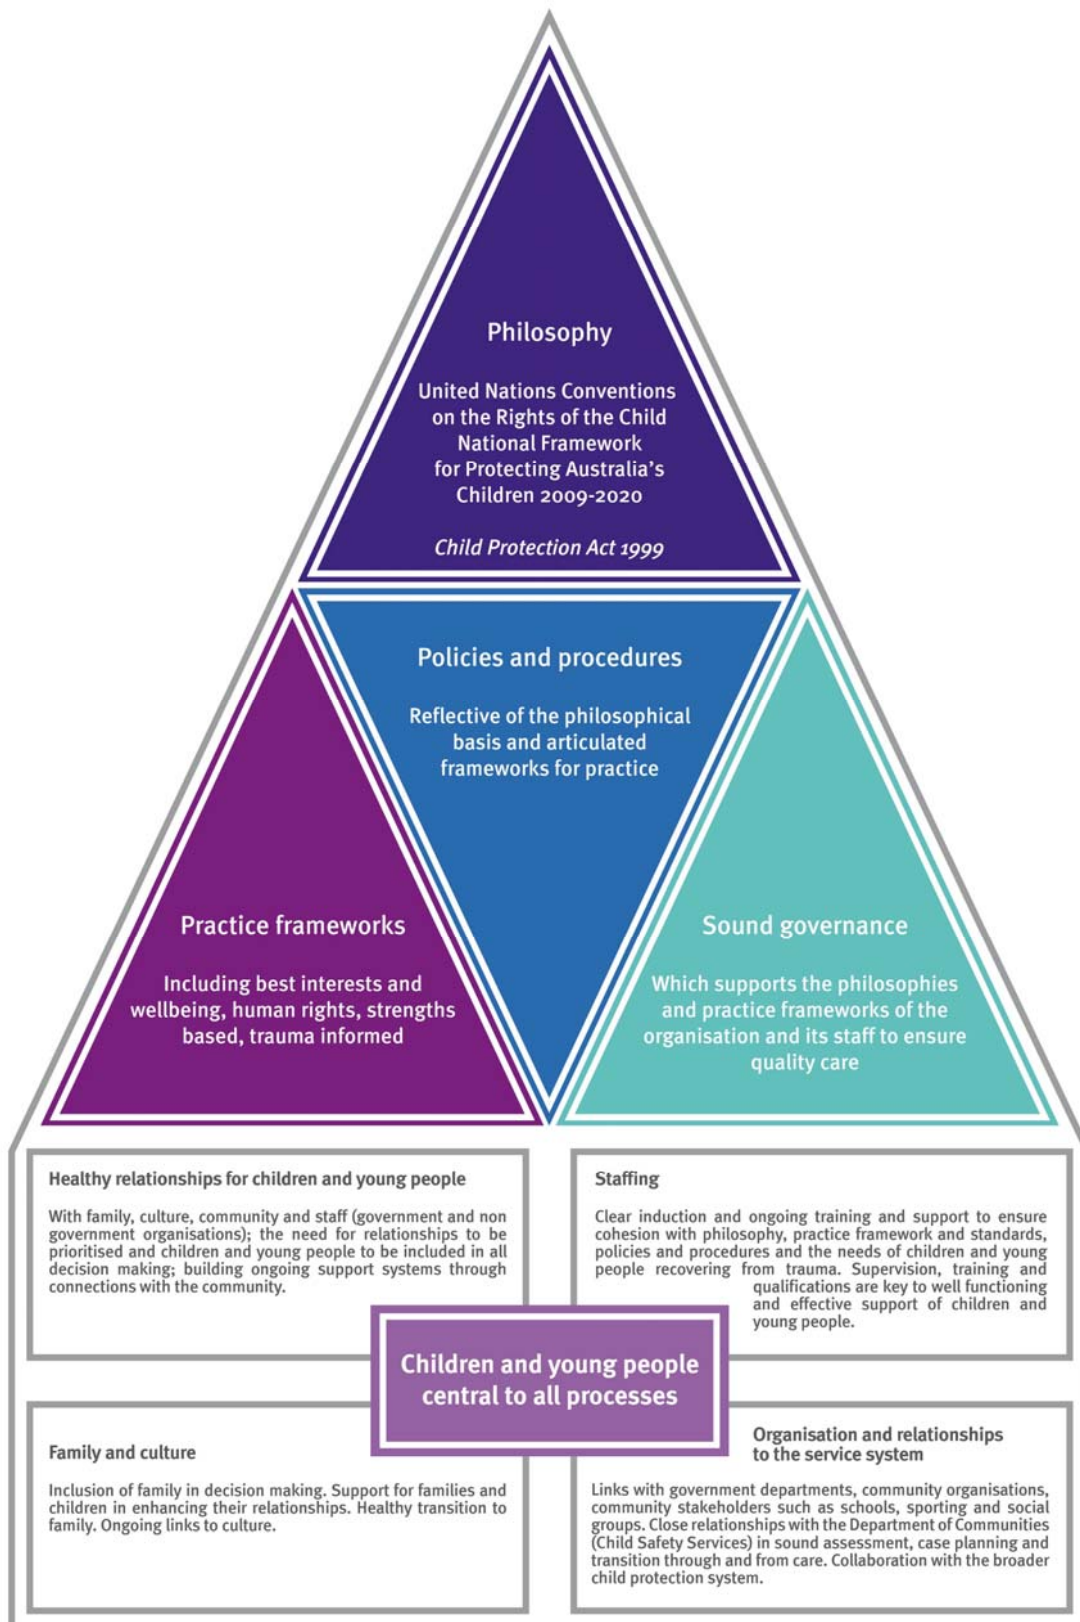 Philosophy
United Nations Conventions
on the Rights of the Child
National Framework
for Protecting Australia's
Children 2009-2020
Child Protection Act 1999
Policies and procedures
Reflective of the philosophical
basis and articulated
frameworks for practice
Practice frameworks
Including best interests and
wellbeing, human rights, strengths
based, trauma informed
Sound governance
Which supports the philosophies
and practice frameworks of the
organisation and its staff to ensure
quality care
Healthy relationships for children and young people
With family, culture, community and staff (government and non
government organisations); the need for relationships to be
prioritised and children and young people to be included in all
decision making; building ongoing support systems through
connections with the community.
Staffing
Clear induction and ongoing training and support to ensure
cohesion with philosophy, practice framework and standards,
policies and procedures and the needs of children and young
people recovering from trauma. Supervision, training and
qualifications are key to well functioning
and effective support of children and
young people.
Children and young people
central to all processes
Family and culture
Inclusion of family in decision making. Support for families and
children in enhancing their relationships. Healthy transition to
family. Ongoing links to culture.
Organisation and relationships
to the service system
Links with government departments, community organisations,
community stakeholders such as schools, sporting and social
groups. Close relationships with the Department of Communities
(Child Safety Services) in sound assessment, case planning and
transition through and from care. Collaboration with the broader
child protection system.